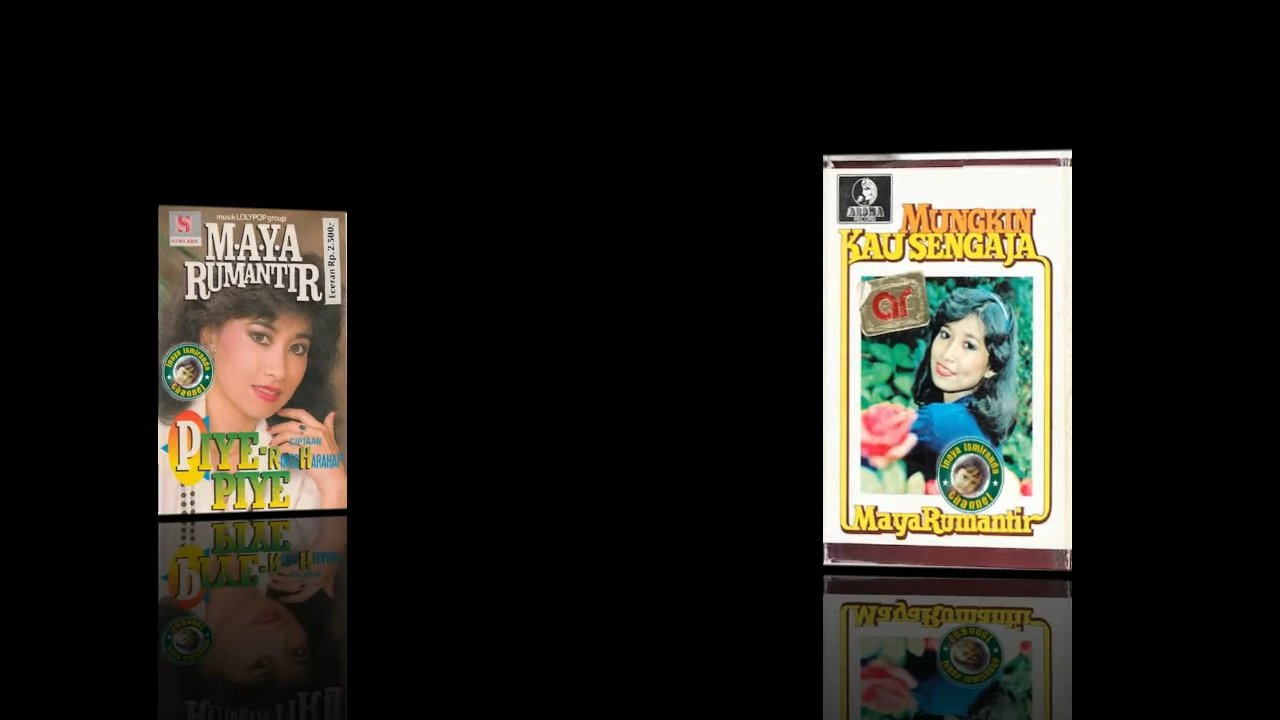 musik LOLYPOP group
MAYA
RUMANTIR
Eceran Rp. 2.500,-
inaya ismiranda
channel
CIPTAAN
HARAHAP
PIYE-
PIYE
MUNGKIN
KAU SENGAJA
ar
inaya ismiranda
channel
Maya Rumantir